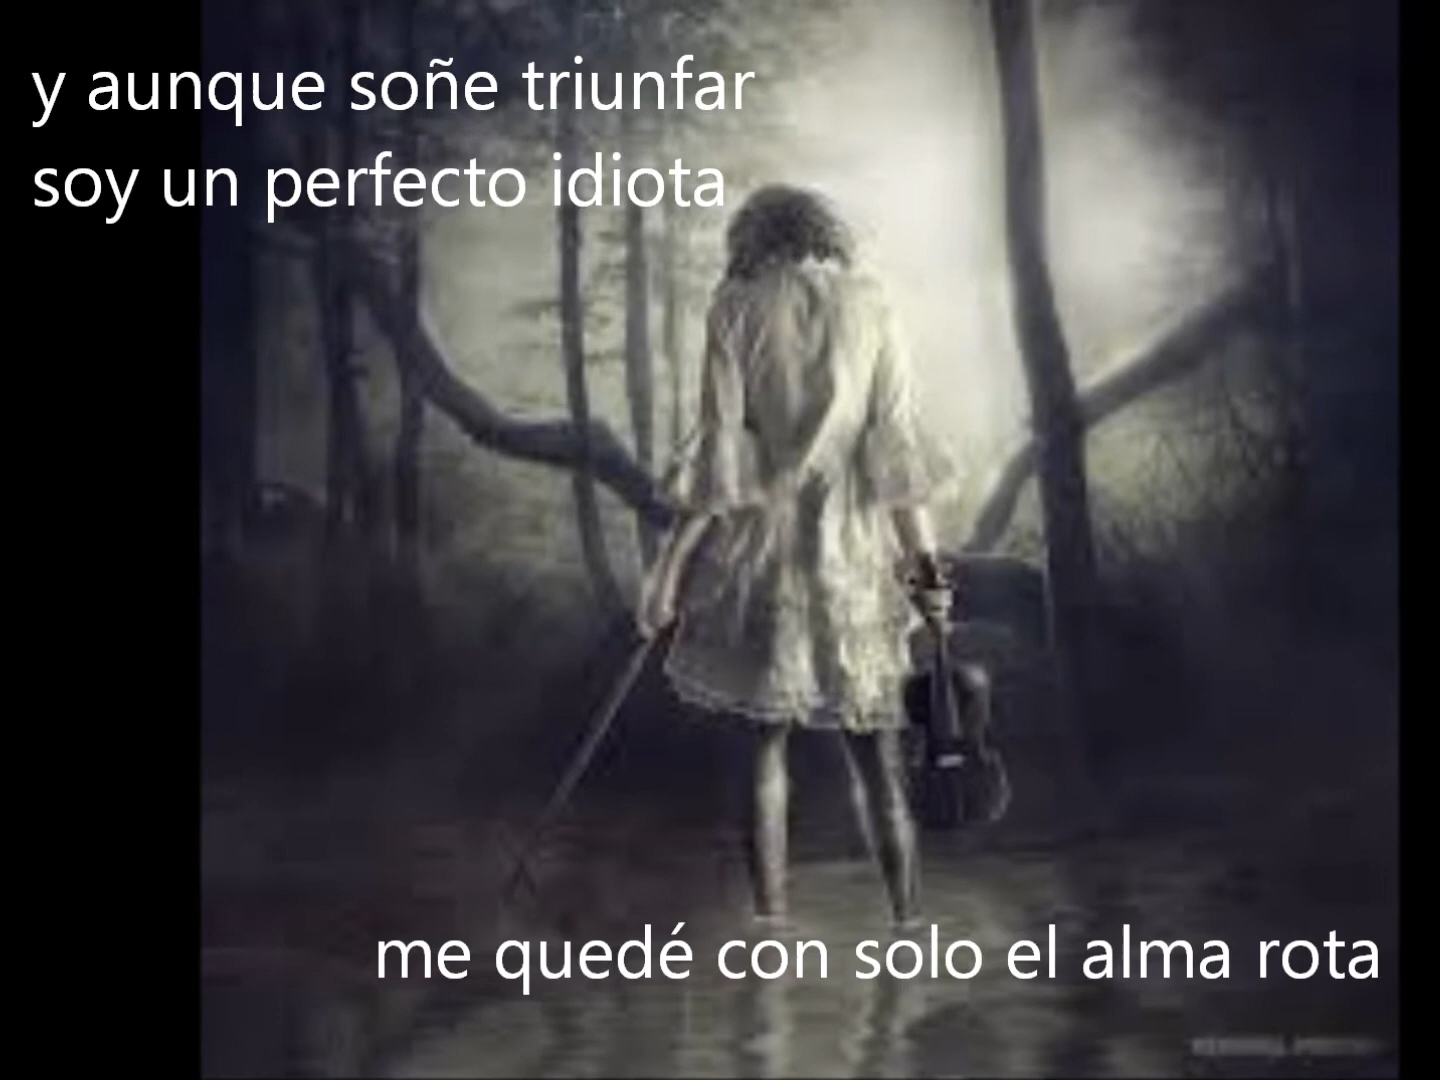 y aunque soñe triunfar
soy un perfecto idiota
me quedé con solo el alma rota